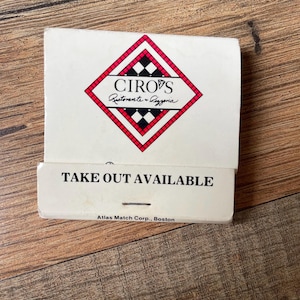 CIRO'S
Ristorante - Pizzeria
TAKE OUT AVAILABLE
Atlas Match Corp., Boston